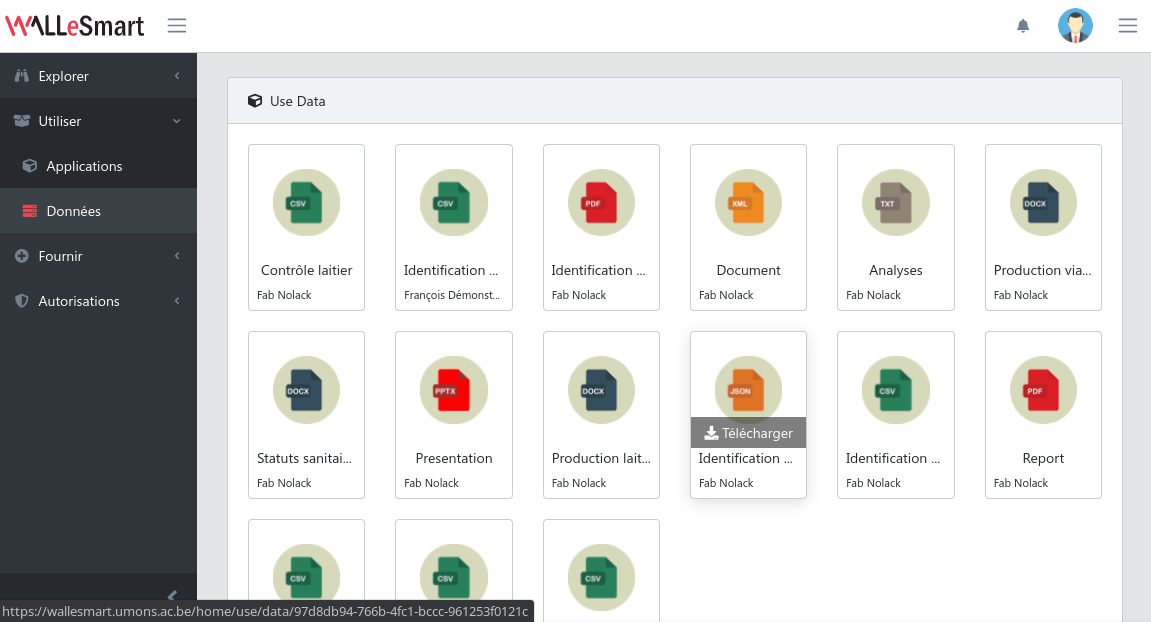 WALLeSmart
Explorer
Utiliser
Applications
Données
Fournir
Autorisations
Use Data
CSV
Contrôle laitier
Fab Nolack
CSV
Identification ...
François Démonst...
PDF
Identification ...
Fab Nolack
XML
Document
Fab Nolack
TXT
Analyses
Fab Nolack
DOCX
Production via...
Fab Nolack
DOCX
Statuts sanitai...
Fab Nolack
PPTX
Presentation
Fab Nolack
DOCX
Production lait...
Fab Nolack
JSON
Télécharger
Identification ...
Fab Nolack
CSV
Identification ...
Fab Nolack
PDF
Report
Fab Nolack
CSV
CSV
CSV
https://wallesmart.umons.ac.be/home/use/data/97d8db94-766b-4fc1-bccc-961253f0121c